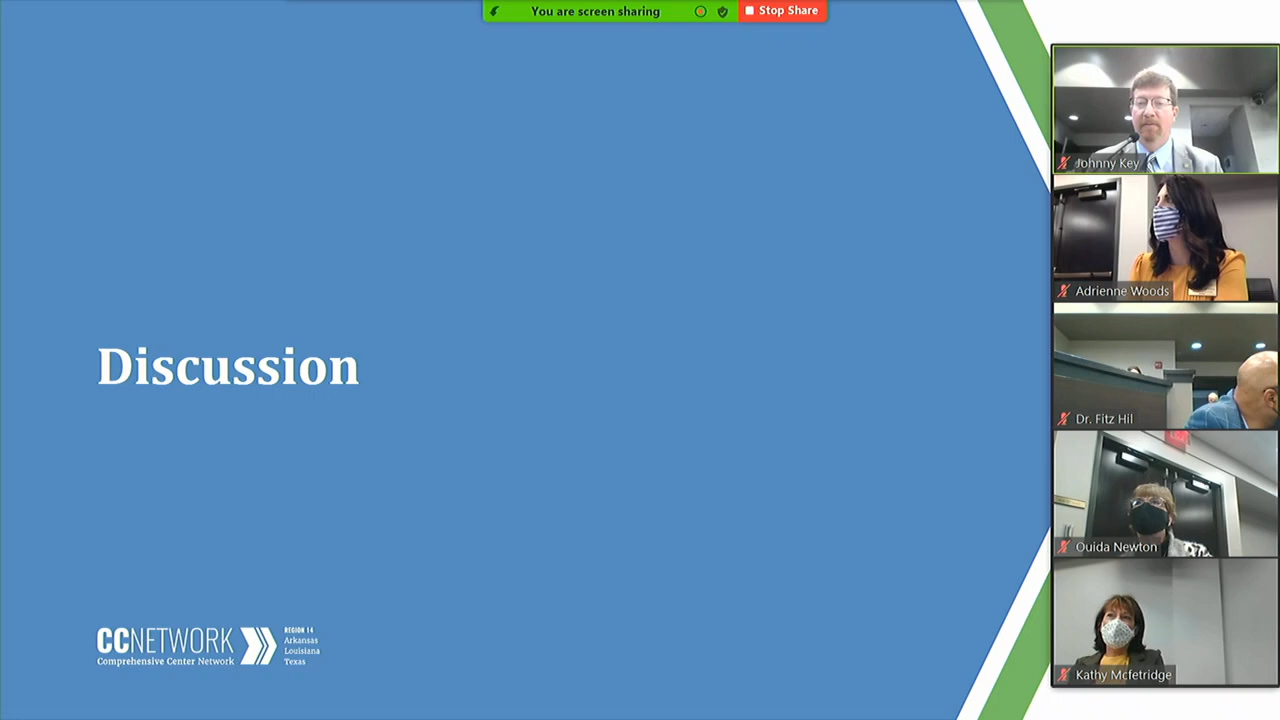 You are screen sharing
Stop Share
Johnny Key
Adrienne Woods
Dr. Fitz Hil
Ouida Newton
Kathy Mcfetridge
Discussion
CCNETWORK
Comprehensive Center Network
REGION 14
Arkansas
Louisiana
Texas